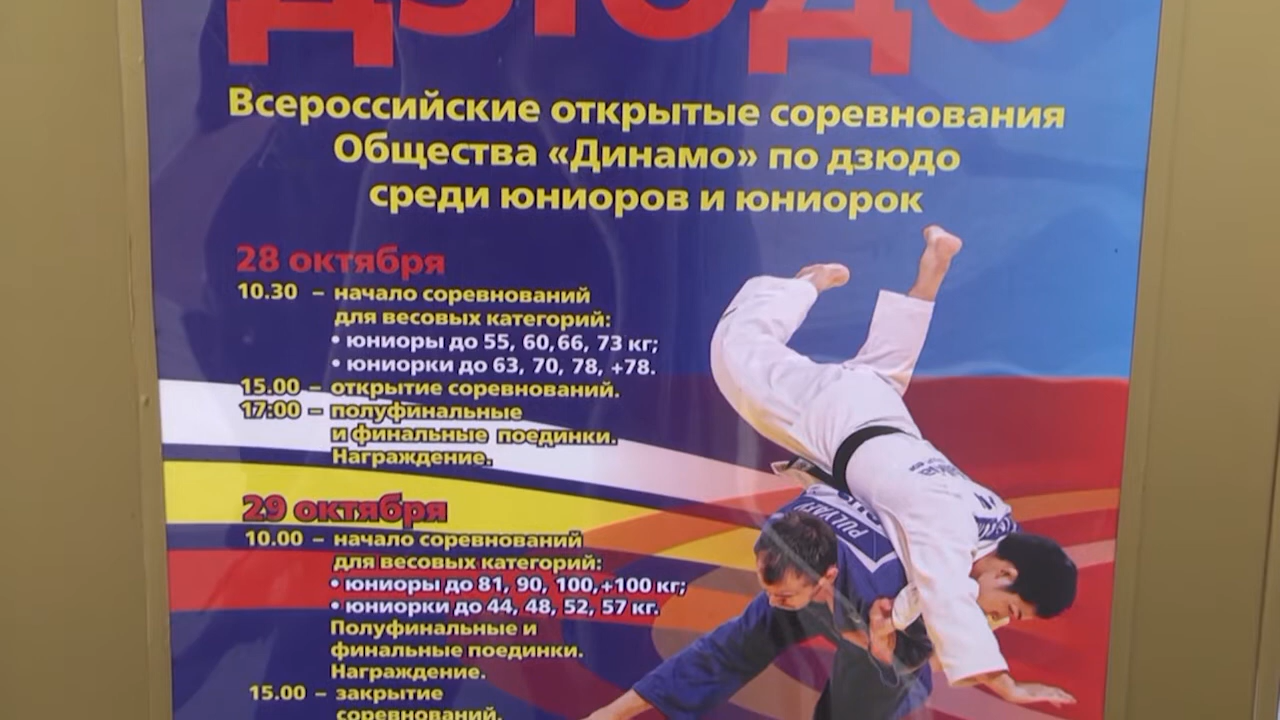 ДЗЮДО
Всероссийские открытые соревнования
Общества «Динамо» по дзюдо
среди юниоров и юниорок
28 октября
10.30 – начало соревнований
для весовых категорий:
• юниоры до 55, 60,66, 73 кг;
• юниорки до 63, 70, 78, +78.
15.00 – открытие соревнований.
17:00 – полуфинальные
и финальные поединки.
Награждение.
29 октября
10.00 – начало соревнований
для весовых категорий:
• юниоры до 81, 90, 100,+100 кг;
• юниорки до 44, 48, 52, 57 кг.
Полуфинальные и
финальные поединки.
Награждение.
15.00 – закрытие
соревнований.
PULYAEV